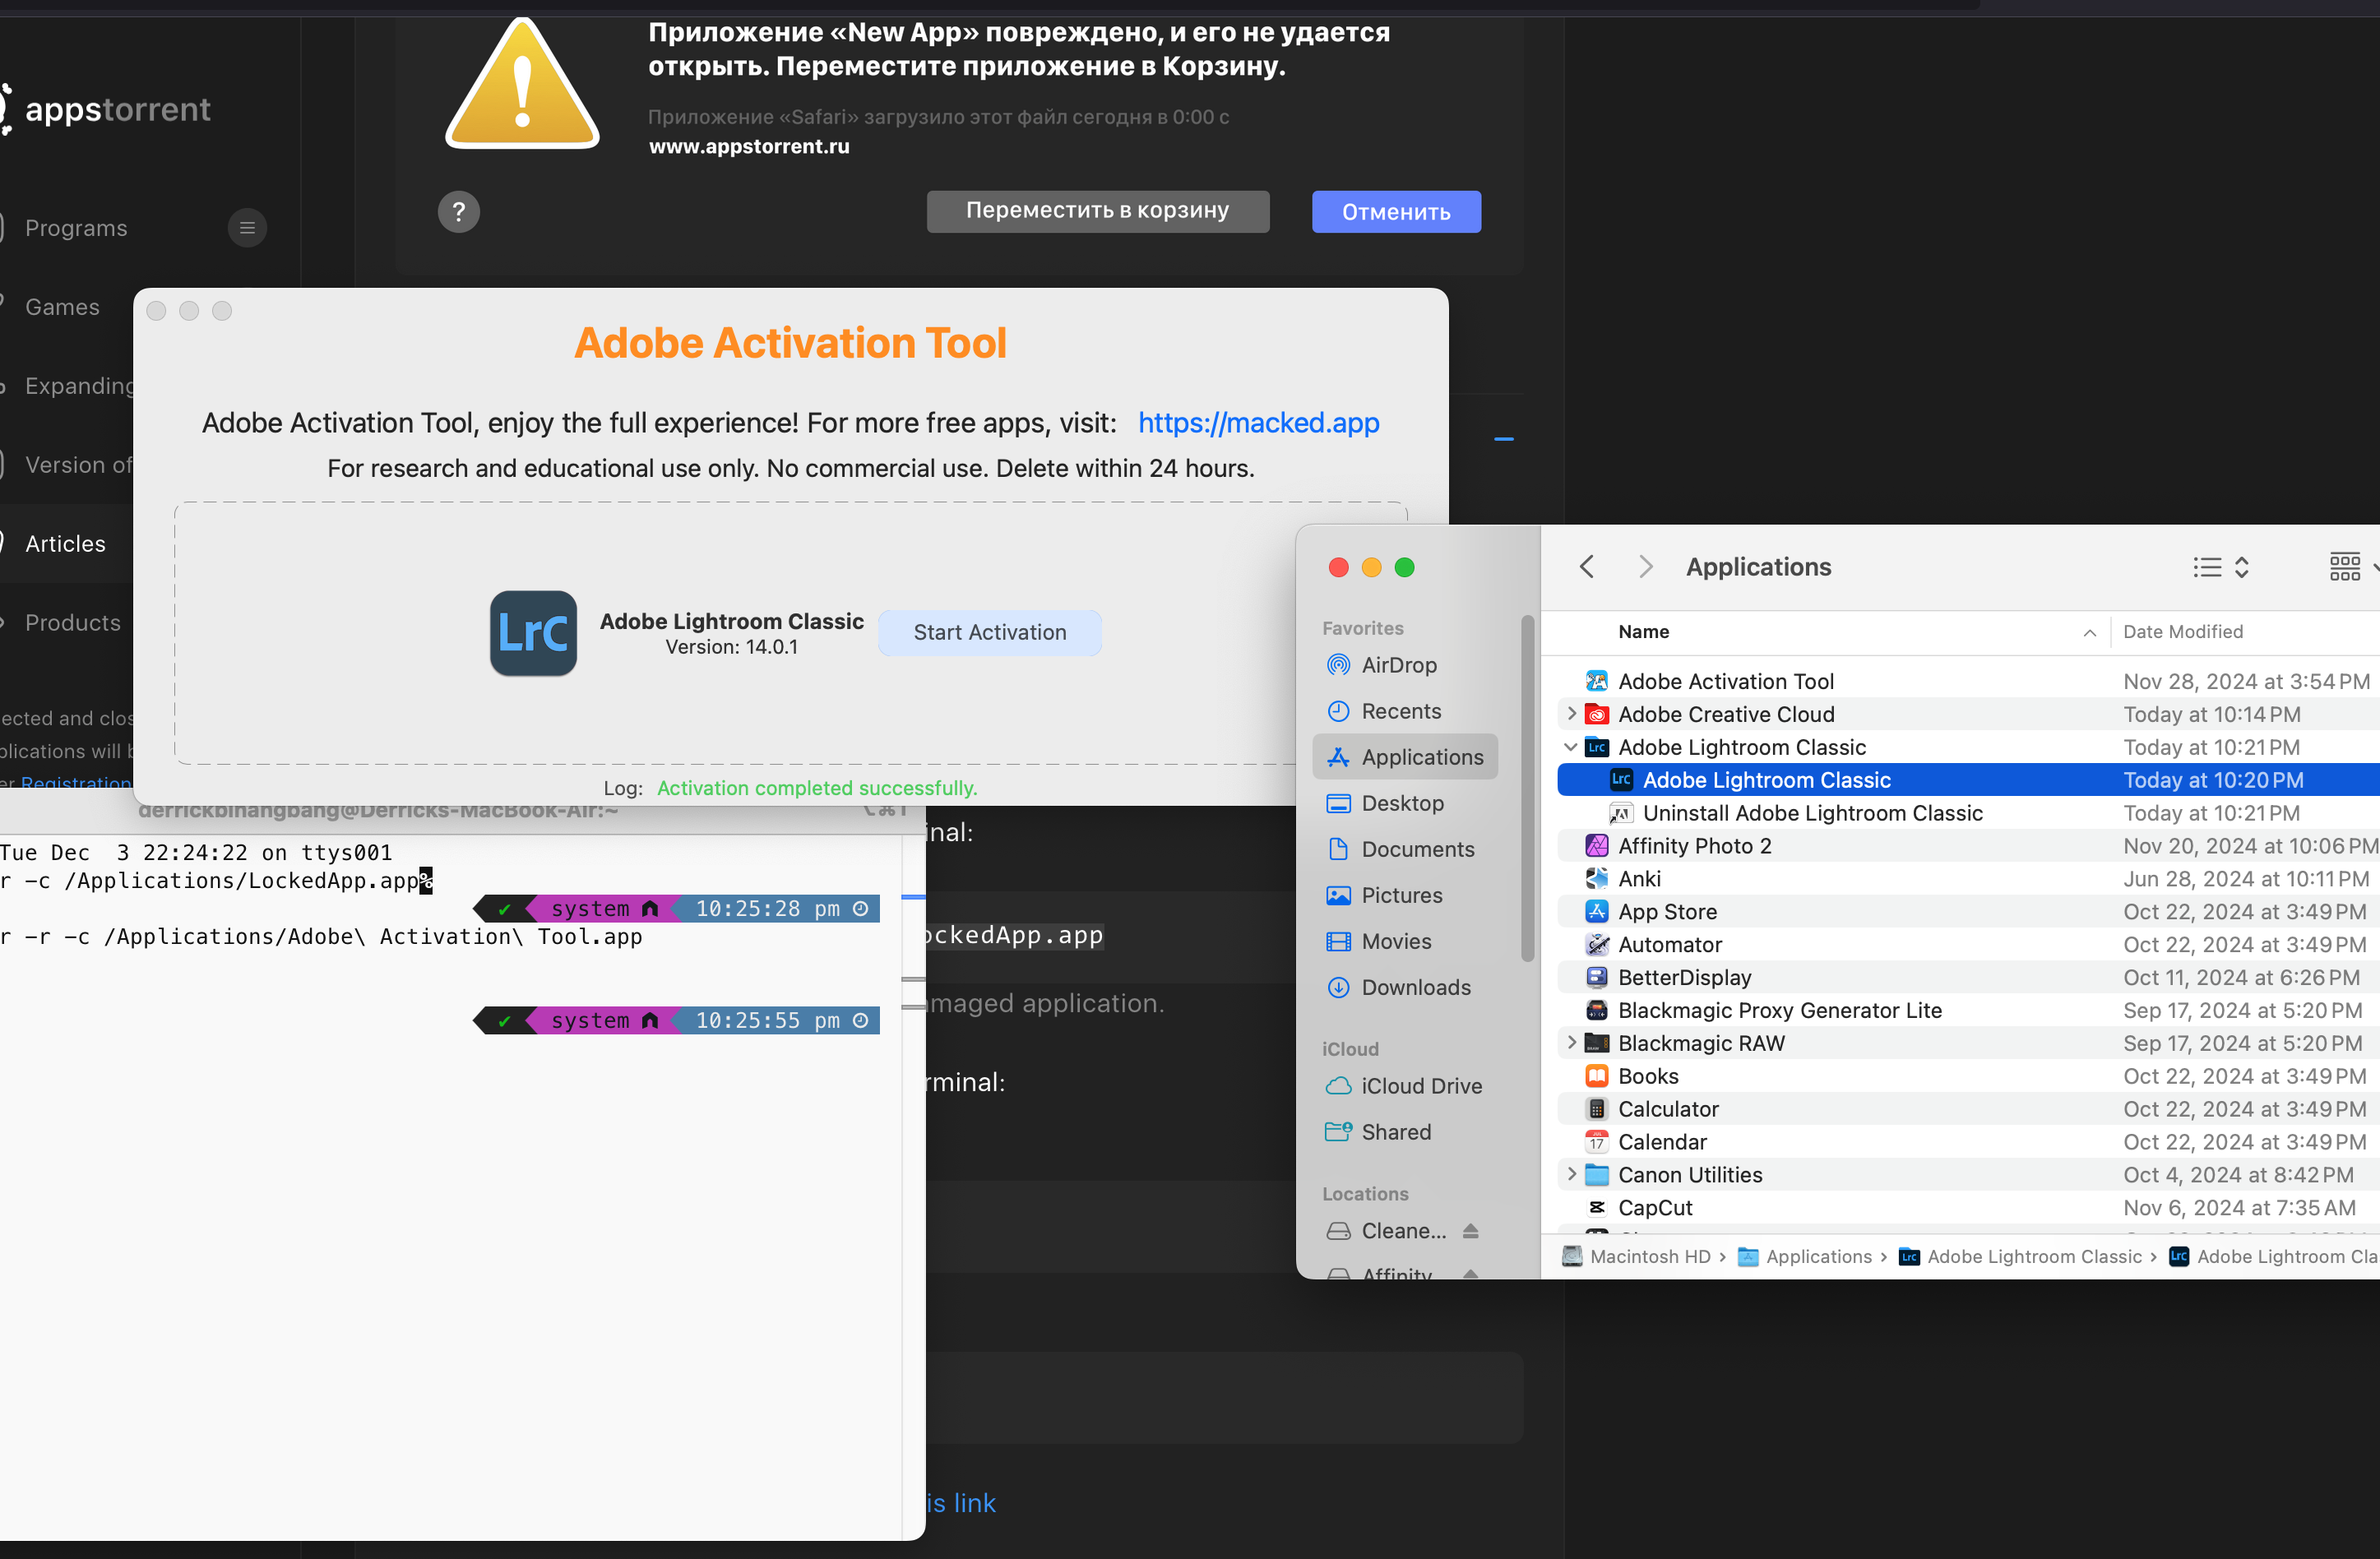 Приложение «New App» повреждено, и его не удается
открыть. Переместите приложение в Корзину.
Приложение «Safari» загрузило этот файл сегодня в 0:00 с
www.appstorrent.ru
?
Переместить в корзину
Отменить
appstorrent
Programs
Games
Expanding
Version of
Articles
Products
ected and clos
plications will b
er Registration
Adobe Activation Tool
Adobe Activation Tool, enjoy the full experience! For more free apps, visit: https://macked.app
For research and educational use only. No commercial use. Delete within 24 hours.
LrC
Adobe Lightroom Classic
Version: 14.0.1
Start Activation
Log: Activation completed successfully.
derrickbinangbang@Derricks-MacBook-Air:~
⌥⌘1
Tue Dec  3 22:24:22 on ttys001
r -c /Applications/LockedApp.app%
✔ system 10:25:28 pm
r -r -c /Applications/Adobe\ Activation\ Tool.app
✔ system 10:25:55 pm
inal:
ockedApp.app
maged application.
rminal:
is link
Applications
Favorites
AirDrop
Recents
Applications
Desktop
Documents
Pictures
Movies
Downloads
iCloud
iCloud Drive
Shared
Locations
Cleane...
Affinity
Name
Date Modified
Adobe Activation Tool Nov 28, 2024 at 3:54 PM
Adobe Creative Cloud Today at 10:14 PM
Adobe Lightroom Classic Today at 10:21 PM
Adobe Lightroom Classic Today at 10:20 PM
Uninstall Adobe Lightroom Classic Today at 10:21 PM
Affinity Photo 2 Nov 20, 2024 at 10:06 PM
Anki Jun 28, 2024 at 10:11 PM
App Store Oct 22, 2024 at 3:49 PM
Automator Oct 22, 2024 at 3:49 PM
BetterDisplay Oct 11, 2024 at 6:26 PM
Blackmagic Proxy Generator Lite Sep 17, 2024 at 5:20 PM
Blackmagic RAW Sep 17, 2024 at 5:20 PM
Books Oct 22, 2024 at 3:49 PM
Calculator Oct 22, 2024 at 3:49 PM
Calendar Oct 22, 2024 at 3:49 PM
Canon Utilities Oct 4, 2024 at 8:42 PM
CapCut Nov 6, 2024 at 7:35 AM
Macintosh HD › Applications › Adobe Lightroom Classic › Adobe Lightroom Cla